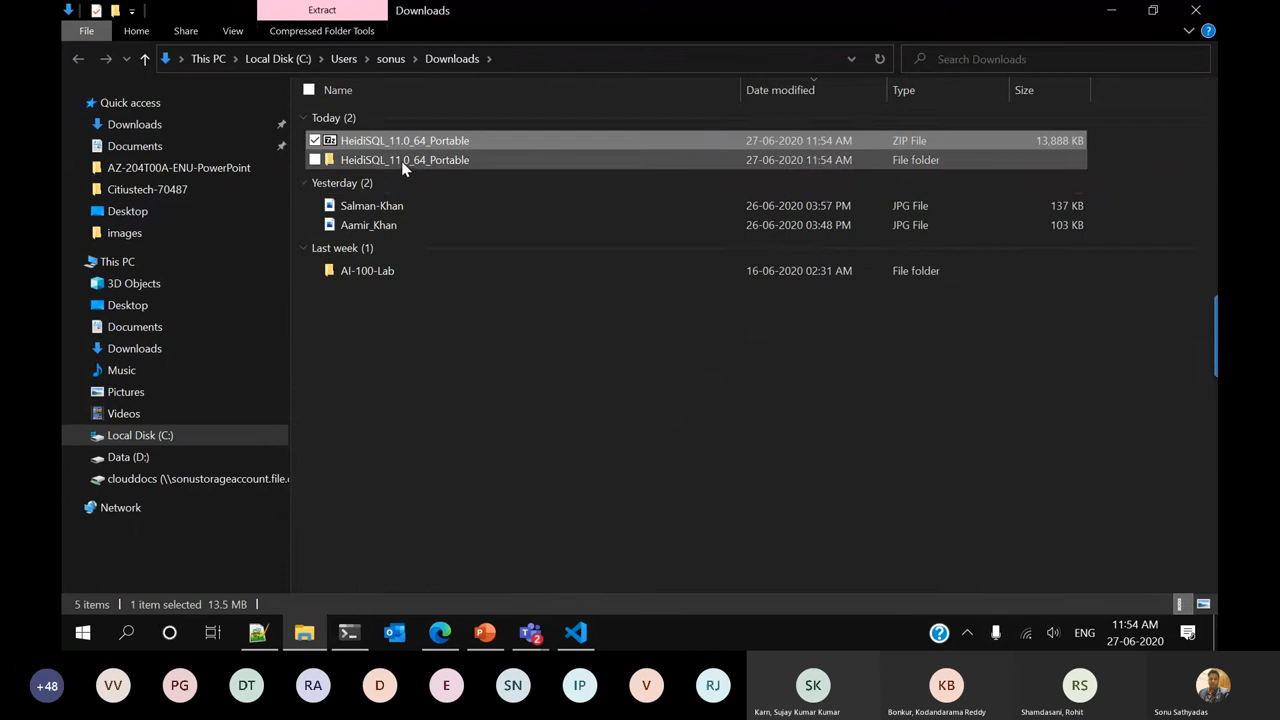 Extract
Downloads
File
Home
Share
View
Compressed Folder Tools
This PC
Local Disk (C:)
Users
sonus
Downloads
Search Downloads
Name
Date modified
Type
Size
Quick access
Downloads
Documents
AZ-204T00A-ENU-PowerPoint
Citiustech-70487
Desktop
images
This PC
3D Objects
Desktop
Documents
Downloads
Music
Pictures
Videos
Local Disk (C:)
Data (D:)
clouddocs (\\sonustorageaccount.file.c
Network
Today (2)
HeidiSQL_11.0_64_Portable 27-06-2020 11:54 AM ZIP File 13,888 KB
HeidiSQL_11.0_64_Portable 27-06-2020 11:54 AM File folder
Yesterday (2)
Salman-Khan 26-06-2020 03:57 PM JPG File 137 KB
Aamir_Khan 26-06-2020 03:48 PM JPG File 103 KB
Last week (1)
AI-100-Lab 16-06-2020 02:31 AM File folder
5 items
1 item selected 13.5 MB
ENG
11:54 AM
27-06-2020
2
+48
VV
PG
DT
RA
D
E
SN
IP
V
RJ
SK
KB
RS
Karn, Sujay Kumar Kumar
Bonkur, Kodandarama Reddy
Shamdasani, Rohit
Sonu Sathyadas